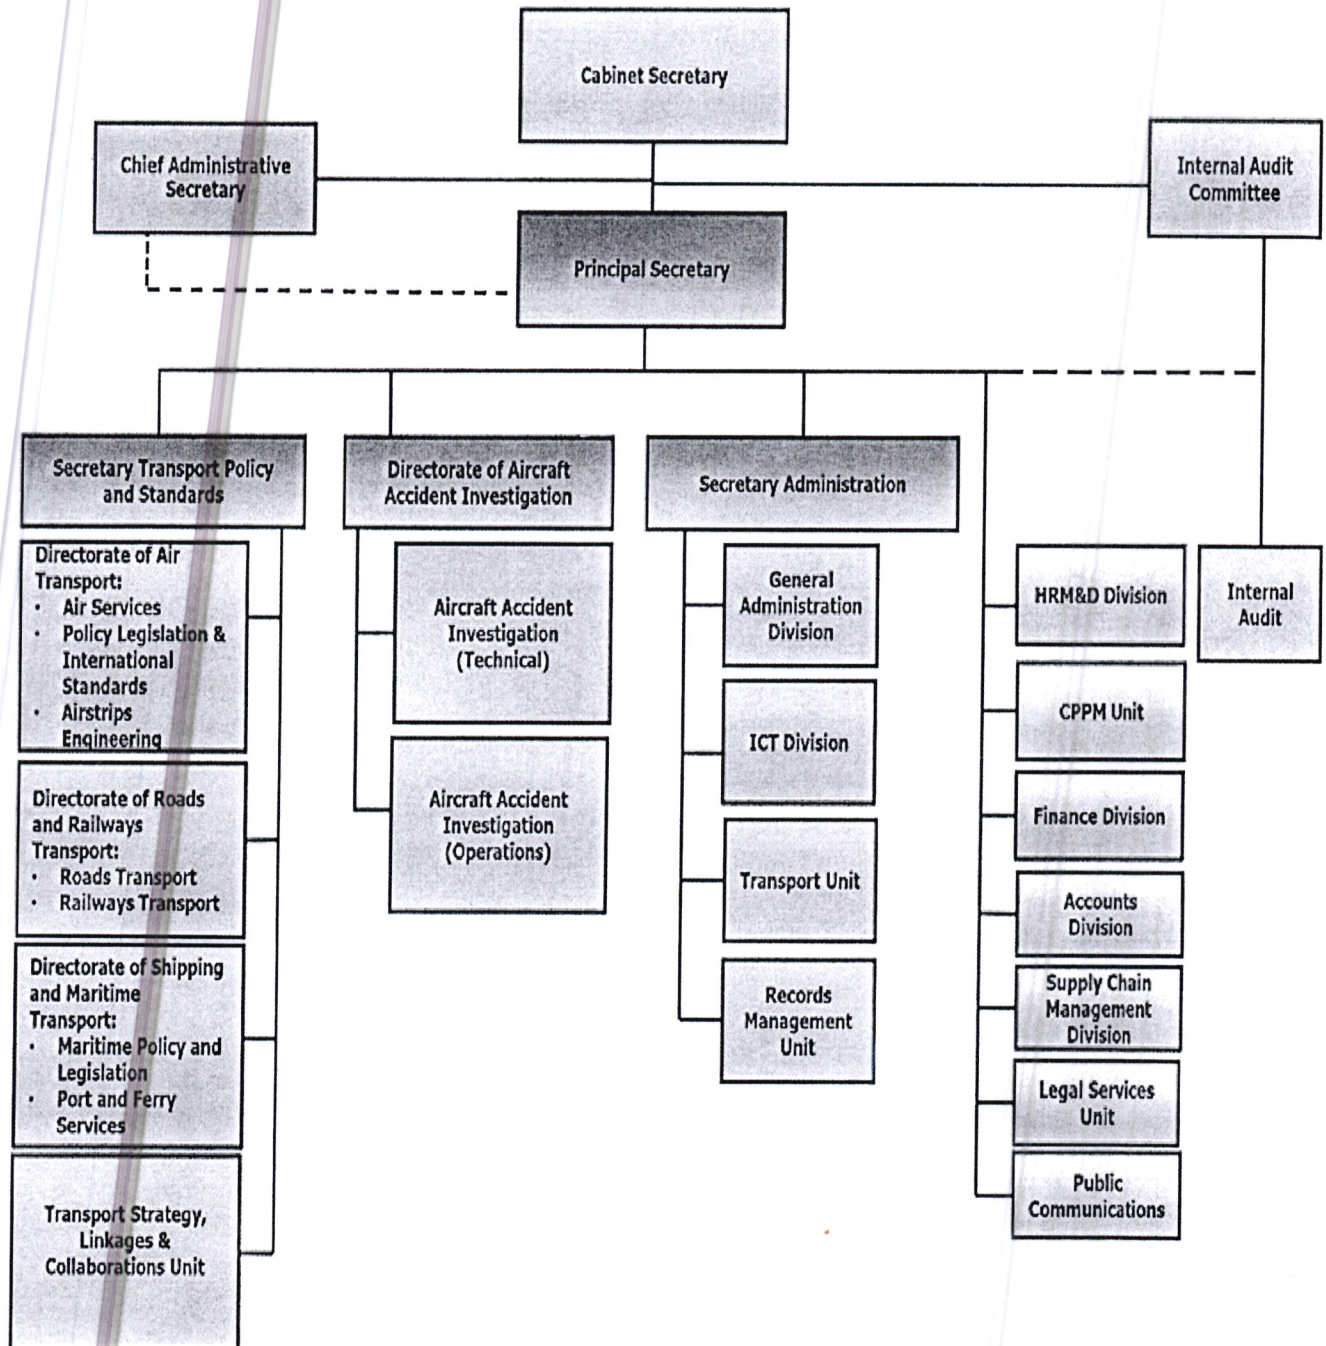 Cabinet Secretary
Chief Administrative
Secretary
Internal Audit
Committee
Principal Secretary
Secretary Transport Policy
and Standards
Directorate of Aircraft
Accident Investigation
Secretary Administration
Directorate of Air
Transport:
• Air Services
• Policy Legislation &
International
Standards
• Airstrips
Engineering
Directorate of Roads
and Railways
Transport:
• Roads Transport
• Railways Transport
Directorate of Shipping
and Maritime
Transport:
• Maritime Policy and
Legislation
• Port and Ferry
Services
Transport Strategy,
Linkages &
Collaborations Unit
Aircraft Accident
Investigation
(Technical)
Aircraft Accident
Investigation
(Operations)
General
Administration
Division
ICT Division
Transport Unit
Records
Management
Unit
HRM&D Division
CPPM Unit
Finance Division
Accounts
Division
Supply Chain
Management
Division
Legal Services
Unit
Public
Communications
Internal
Audit